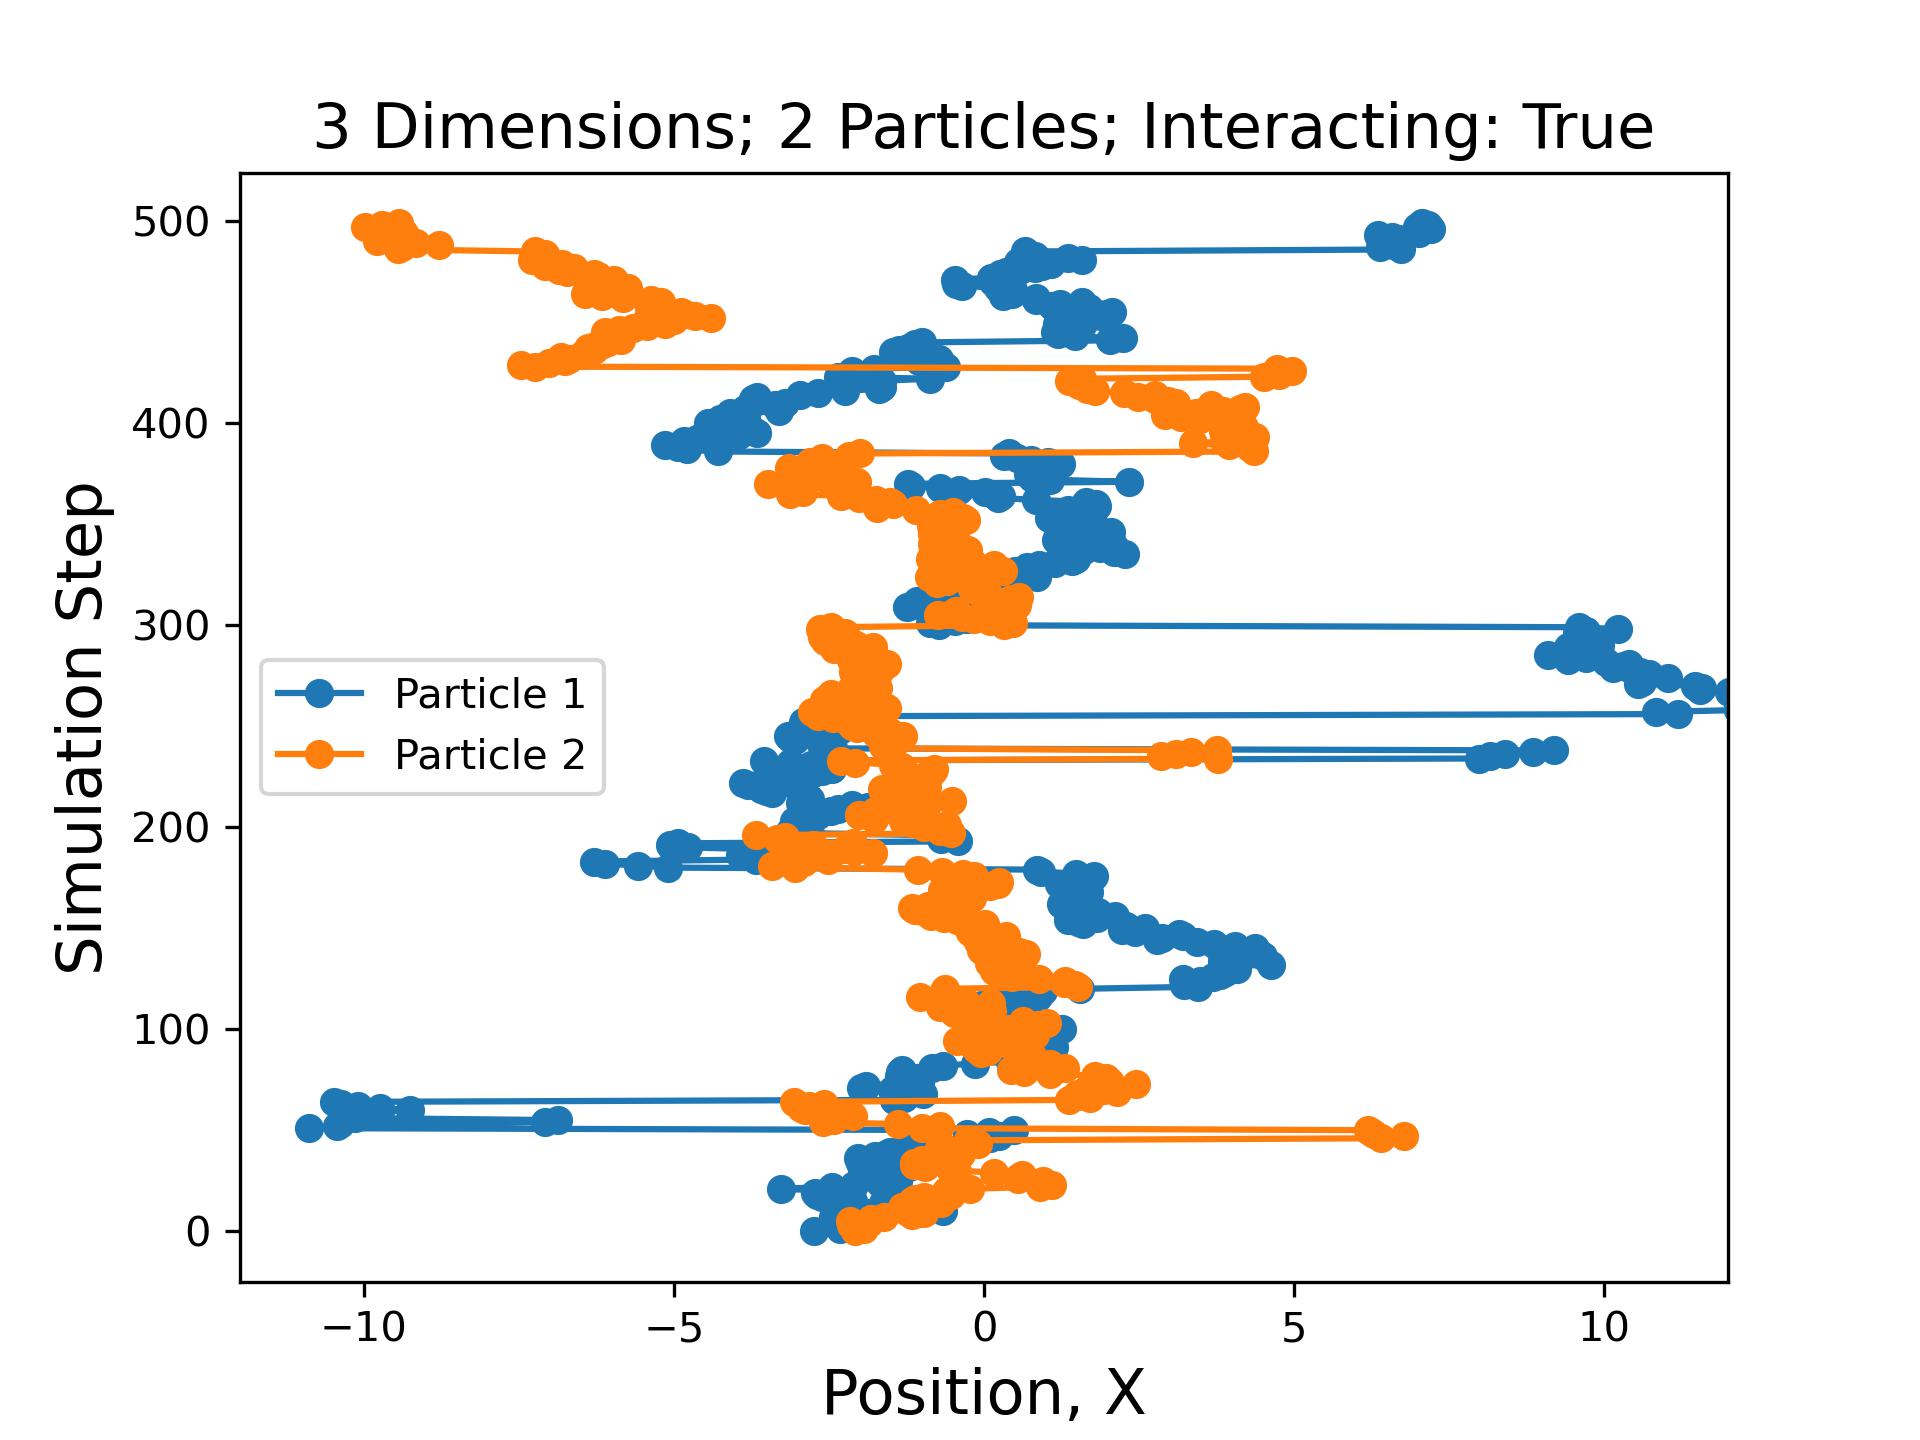 3 Dimensions; 2 Particles; Interacting: True
Simulation Step
500
400
300
200
100
0
Particle 1
Particle 2
−10
−5
0
5
10
Position, X